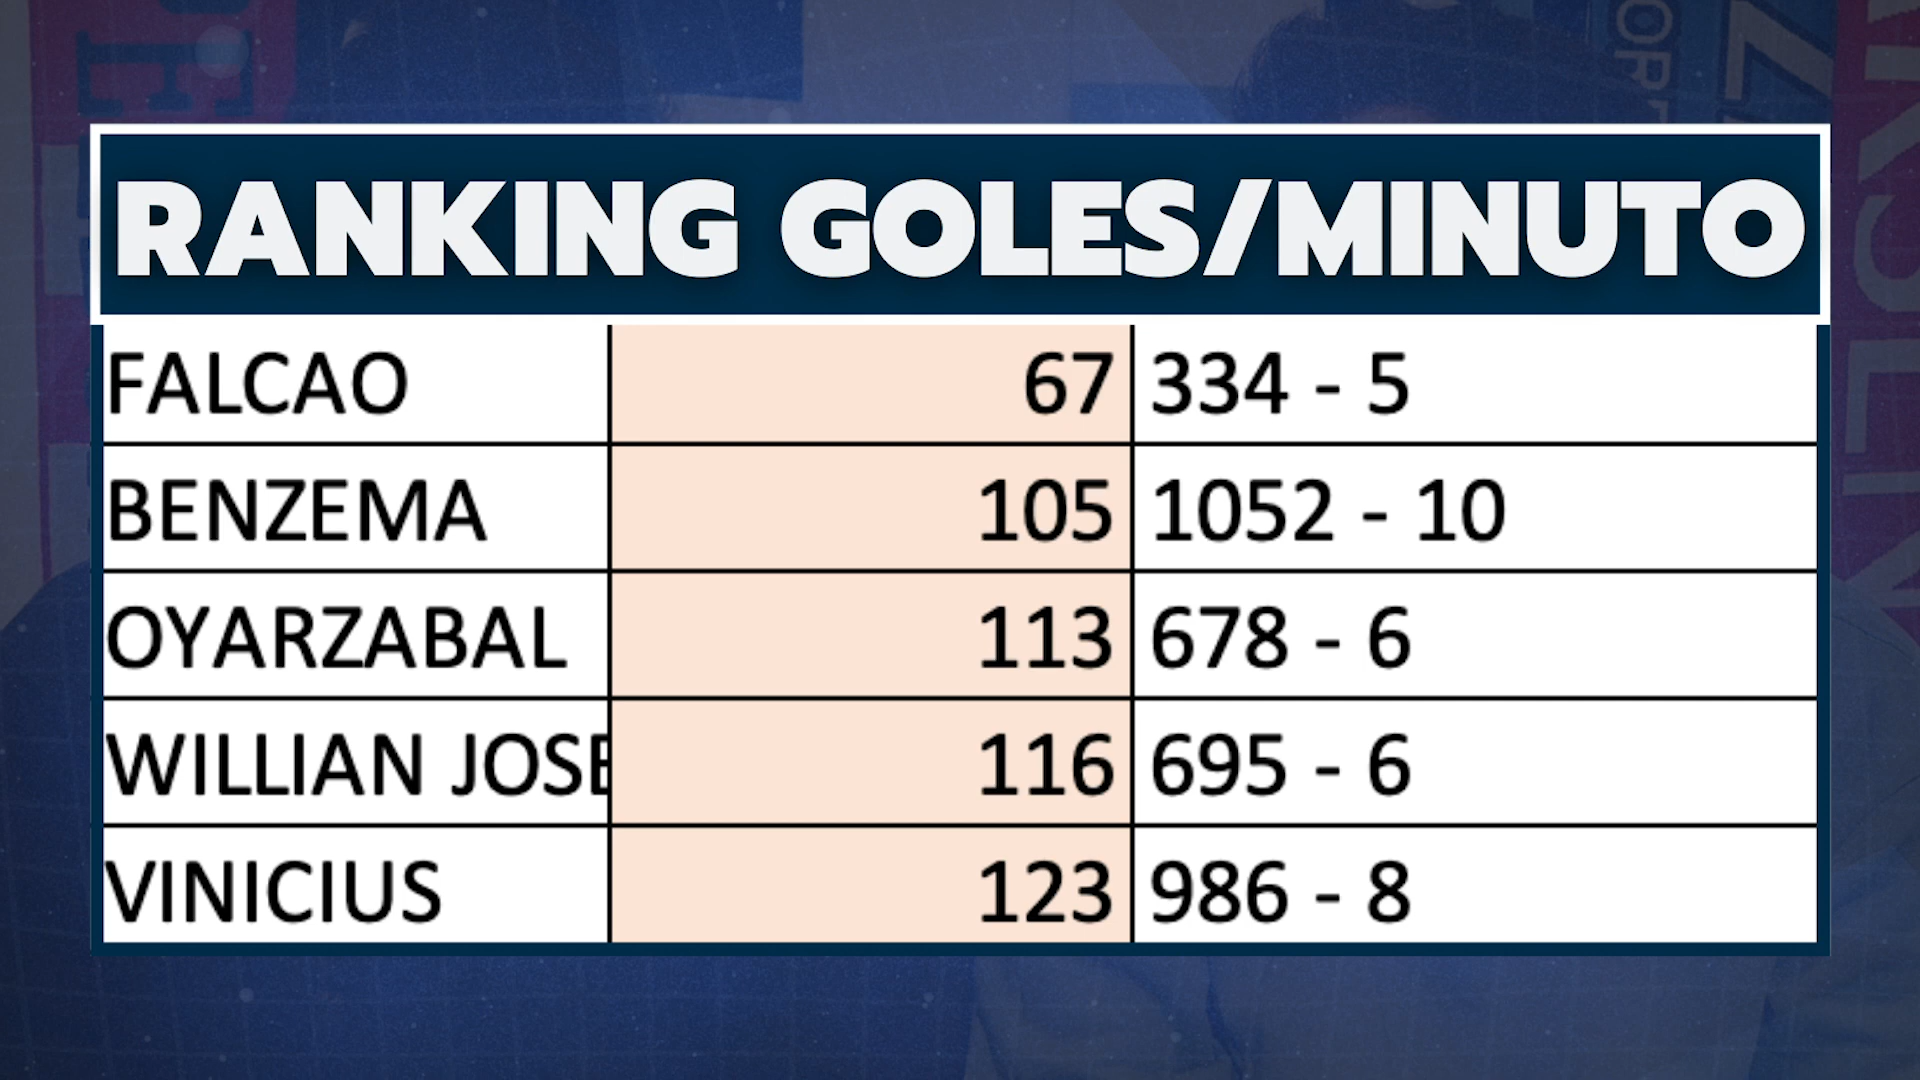 RANKING GOLES/MINUTO
FALCAO 67 334 - 5
BENZEMA 105 1052 - 10
OYARZABAL 113 678 - 6
WILLIAN JOSE 116 695 - 6
VINICIUS 123 986 - 8